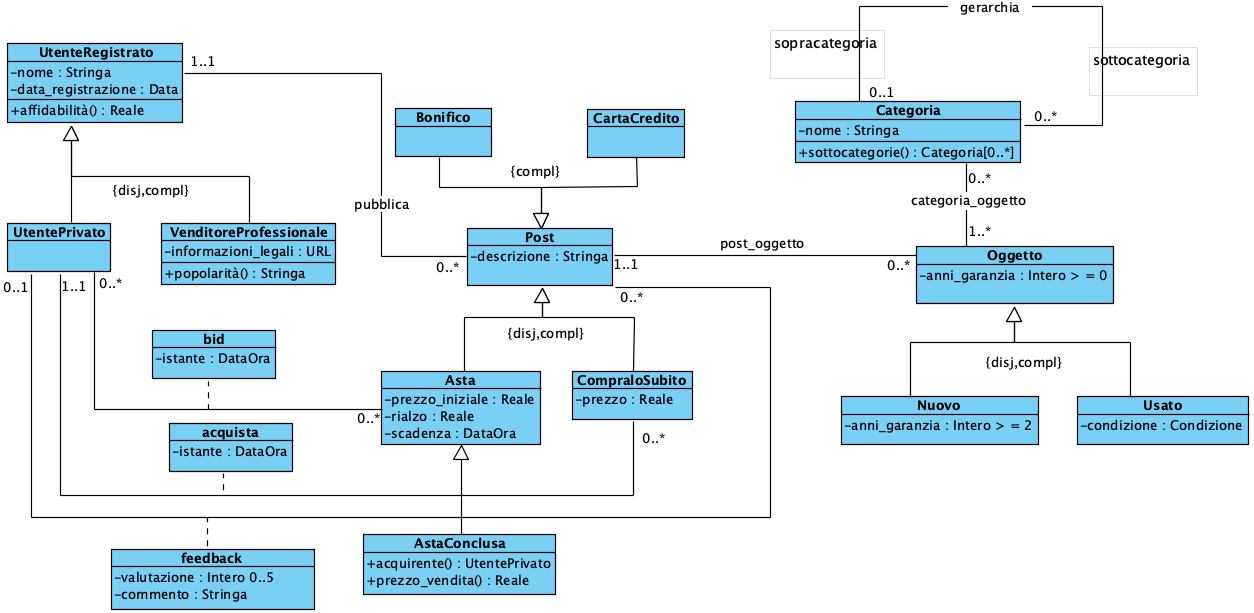 gerarchia
sopracategoria
sottocategoria
0..1
0..*
Categoria
-nome : Stringa
+sottocategorie() : Categoria[0..*]
0..*
categoria_oggetto
1..*
UtenteRegistrato
-nome : Stringa
-data_registrazione : Data
+affidabilità() : Reale
1..1
pubblica
0..*
{disj,compl}
Bonifico
CartaCredito
{compl}
UtentePrivato
VenditoreProfessionale
-informazioni_legali : URL
+popolarità() : Stringa
Post
-descrizione : Stringa
1..1
post_oggetto
0..*
Oggetto
-anni_garanzia : Intero > = 0
0..1
1..1
0..*
0..*
{disj,compl}
{disj,compl}
bid
-istante : DataOra
Asta
-prezzo_iniziale : Reale
-rialzo : Reale
-scadenza : DataOra
0..*
CompraloSubito
-prezzo : Reale
0..*
Nuovo
-anni_garanzia : Intero > = 2
Usato
-condizione : Condizione
acquista
-istante : DataOra
feedback
-valutazione : Intero 0..5
-commento : Stringa
AstaConclusa
+acquirente() : UtentePrivato
+prezzo_vendita() : Reale